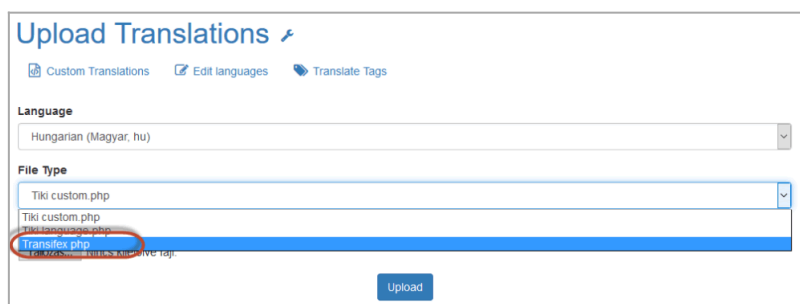 Upload Translations
Custom Translations Edit languages Translate Tags
Language
Hungarian (Magyar, hu)
File Type
Tiki custom.php
Tiki custom.php
Tiki language.php
Transifex php
Upload